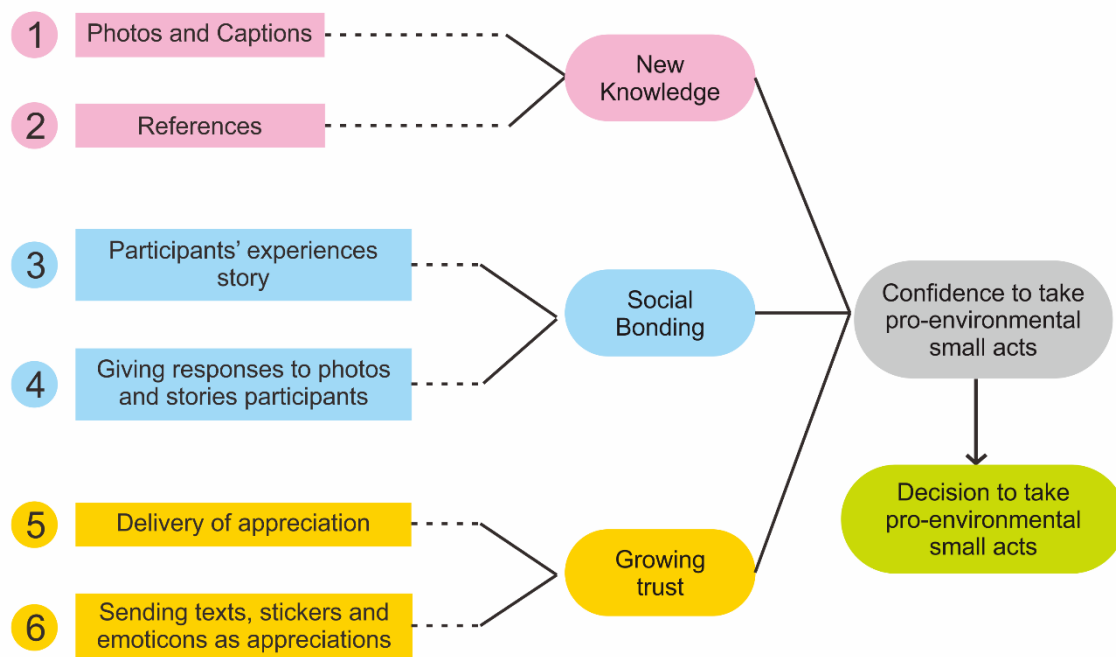 1
Photos and Captions
2
References
New
Knowledge
3
Participants’ experiences
story
4
Giving responses to photos
and stories participants
Social
Bonding
5
Delivery of appreciation
6
Sending texts, stickers and
emoticons as appreciations
Growing
trust
Confidence to take
pro-environmental
small acts
Decision to take
pro-environmental
small acts